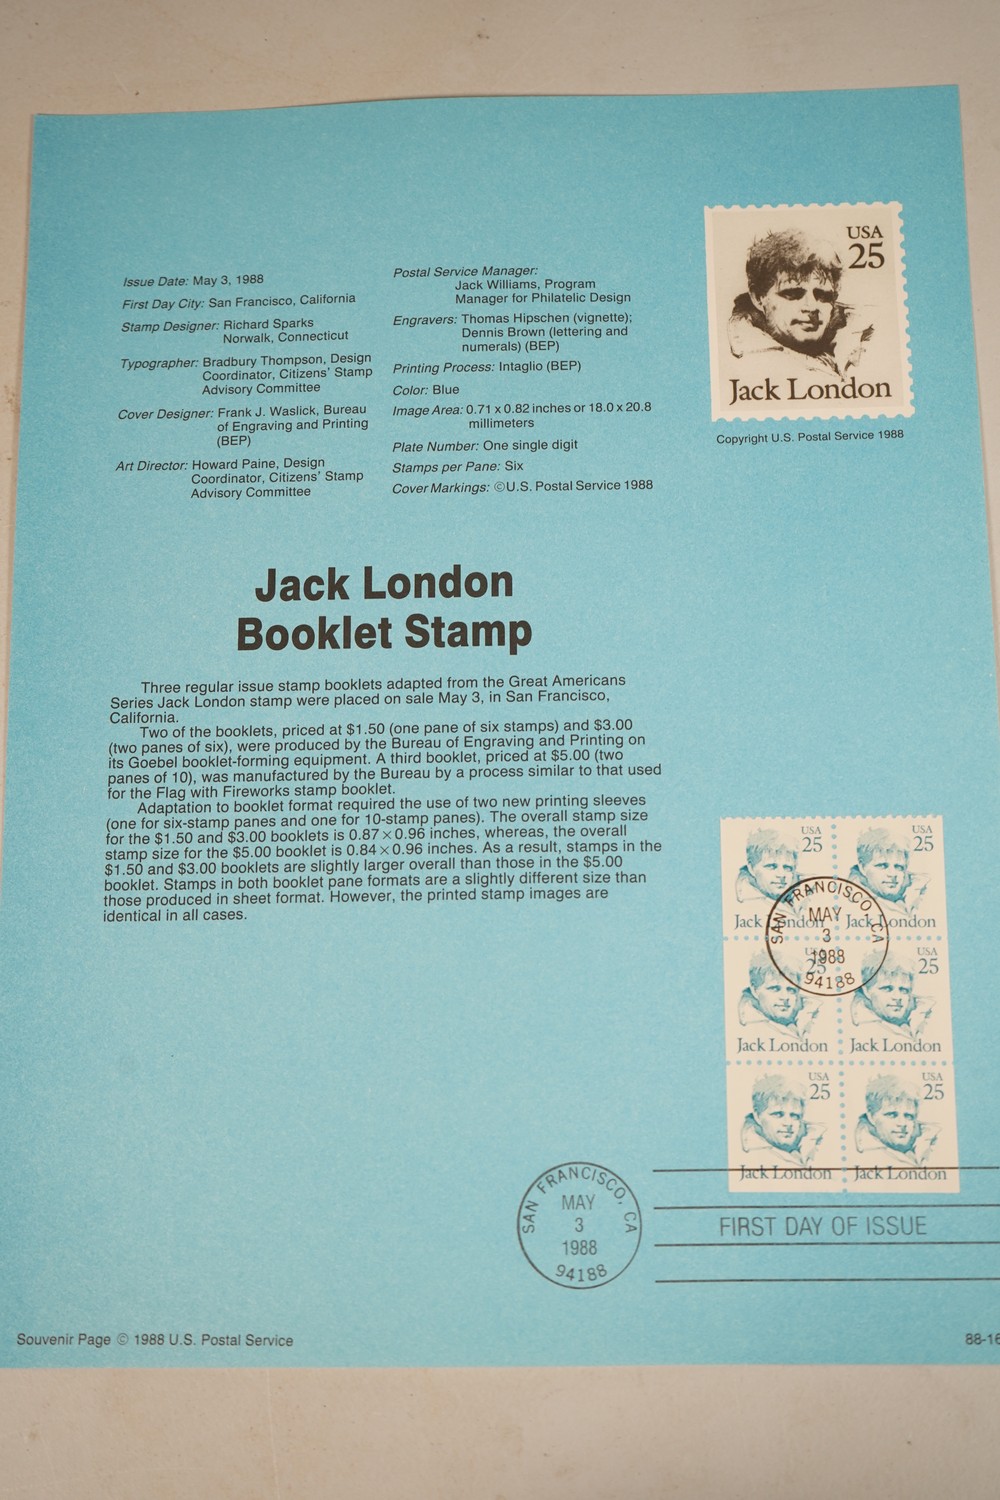 Issue Date: May 3, 1988
First Day City: San Francisco, California
Stamp Designer: Richard Sparks
Norwalk, Connecticut
Typographer: Bradbury Thompson, Design
Coordinator, Citizens' Stamp
Advisory Committee
Cover Designer: Frank J. Waslick, Bureau
of Engraving and Printing
(BEP)
Art Director: Howard Paine, Design
Coordinator, Citizens' Stamp
Advisory Committee
Postal Service Manager:
Jack Williams, Program
Manager for Philatelic Design
Engravers: Thomas Hipschen (vignette);
Dennis Brown (lettering and
numerals) (BEP)
Printing Process: Intaglio (BEP)
Color: Blue
Image Area: 0.71 x 0.82 inches or 18.0 x 20.8
millimeters
Plate Number: One single digit
Stamps per Pane: Six
Cover Markings: ©U.S. Postal Service 1988
USA
25
Jack London
Copyright U.S. Postal Service 1988
Jack London
Booklet Stamp
Three regular issue stamp booklets adapted from the Great Americans
Series Jack London stamp were placed on sale May 3, in San Francisco,
California.
Two of the booklets, priced at $1.50 (one pane of six stamps) and $3.00
(two panes of six), were produced by the Bureau of Engraving and Printing on
its Goebel booklet-forming equipment. A third booklet, priced at $5.00 (two
panes of 10), was manufactured by the Bureau by a process similar to that used
for the Flag with Fireworks stamp booklet.
Adaptation to booklet format required the use of two new printing sleeves
(one for six-stamp panes and one for 10-stamp panes). The overall stamp size
for the $1.50 and $3.00 booklets is 0.87 × 0.96 inches, whereas, the overall
stamp size for the $5.00 booklet is 0.84 × 0.96 inches. As a result, stamps in the
$1.50 and $3.00 booklets are slightly larger overall than those in the $5.00
booklet. Stamps in both booklet pane formats are a slightly different size than
those produced in sheet format. However, the printed stamp images are
identical in all cases.
USA
25
Jack London
USA
25
Jack London
SAN FRANCISCO, CA
MAY
3
1988
94188
USA
25
Jack London
USA
25
Jack London
USA
25
Jack London
USA
25
Jack London
SAN FRANCISCO, CA
MAY
3
1988
94188
FIRST DAY OF ISSUE
Souvenir Page © 1988 U.S. Postal Service
88-16